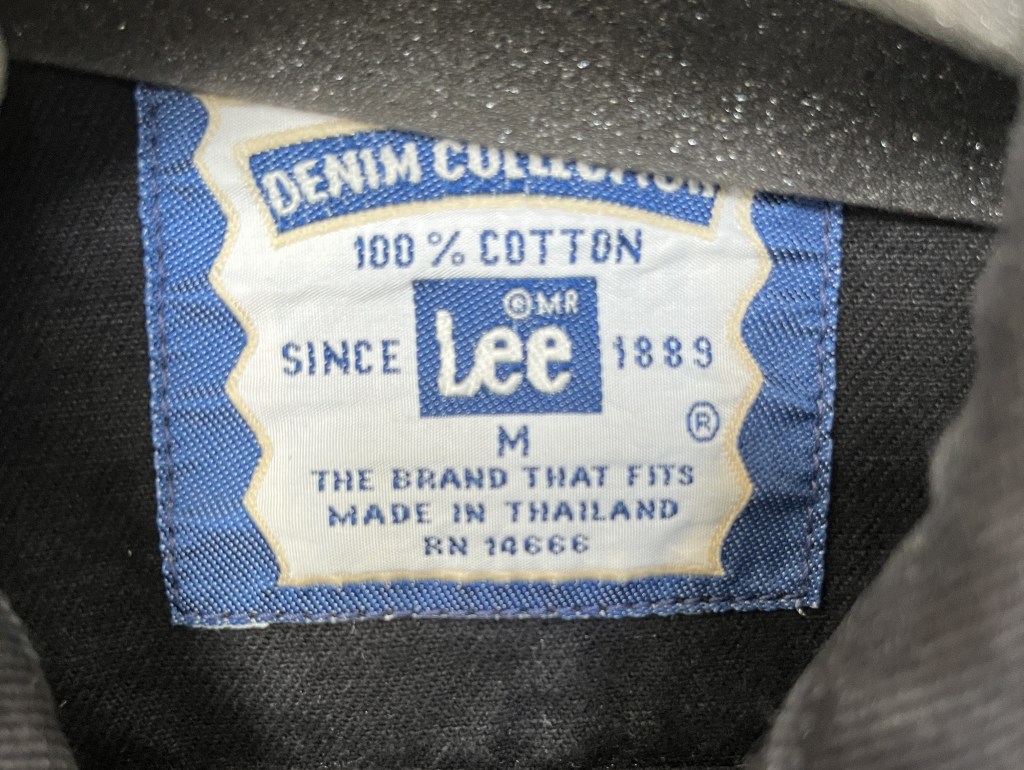 DENIM COLLECTION
100 % COTTON
® MR
SINCE Lee 1889
®
M
THE BRAND THAT FITS
MADE IN THAILAND
RN 14666